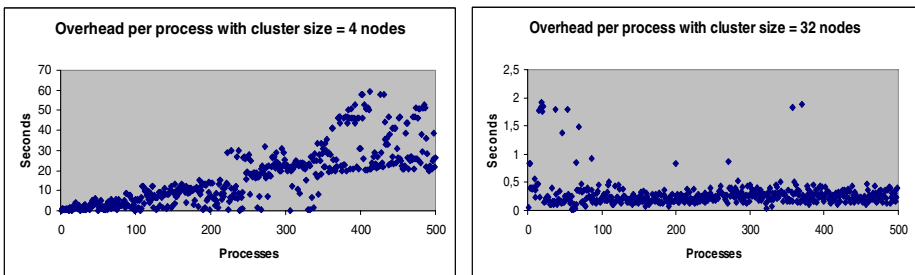 Overhead per process with cluster size = 4 nodes
Seconds
70
60
50
40
30
20
10
0
0 100 200 300 400 500
Processes
Overhead per process with cluster size = 32 nodes
Seconds
2,5
2
1,5
1
0,5
0
0 100 200 300 400 500
Processes